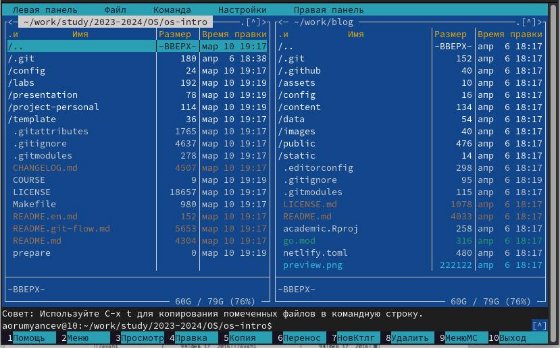 Левая панель Файл Команда Настройки Правая панель
<─ ~/work/study/2023-2024/OS/os-intro .[^]> <─ ~/work/blog .[^]>
.и Имя Размер Время правки .и Имя Размер Время правки
/.. -ВВЕРХ- мар 10 19:17 /.. -ВВЕРХ- апр 6 18:17
/.git 180 апр 6 18:38 /.git 152 апр 6 18:17
/config 24 мар 10 19:17 /.github 40 апр 6 18:17
/labs 192 мар 10 19:19 /assets 10 апр 6 18:17
/presentation 78 мар 10 19:19 /config 16 апр 6 18:17
/project-personal 114 мар 10 19:19 /content 134 апр 6 18:17
/template 36 мар 10 19:17 /data 54 апр 6 18:17
.gitattributes 1765 мар 10 19:17 /images 40 апр 6 18:17
.gitignore 4637 мар 10 19:17 /public 476 апр 6 18:17
.gitmodules 278 мар 10 19:17 /static 14 апр 6 18:17
CHANGELOG.md 4507 мар 10 19:17 .editorconfig 298 апр 6 18:17
COURSE 9 мар 10 19:19 .gitignore 95 апр 6 18:17
LICENSE 18657 мар 10 19:17 .gitmodules 115 апр 6 18:17
Makefile 980 мар 10 19:17 LICENSE.md 1078 апр 6 18:17
README.en.md 152 мар 10 19:17 README.md 4033 апр 6 18:17
README.git-flow.md 5653 мар 10 19:17 academic.Rproj 258 апр 6 18:17
README.md 4304 мар 10 19:17 go.mod 316 апр 6 18:17
prepare 0 мар 10 19:19 netlify.toml 480 апр 6 18:17
preview.png 222122 апр 6 18:17
-ВВЕРХ- -ВВЕРХ-
60G / 79G (76%) 60G / 79G (76%)
Совет: Используйте C-x t для копирования помеченных файлов в командную строку.
aorumyancev@10:~/work/study/2023-2024/OS/os-intro$ [^]
1Помощь 2Меню 3Просмотр 4Правка 5Копия 6Перенос 7НовКтлг 8Удалить 9МенюMC 10Выход